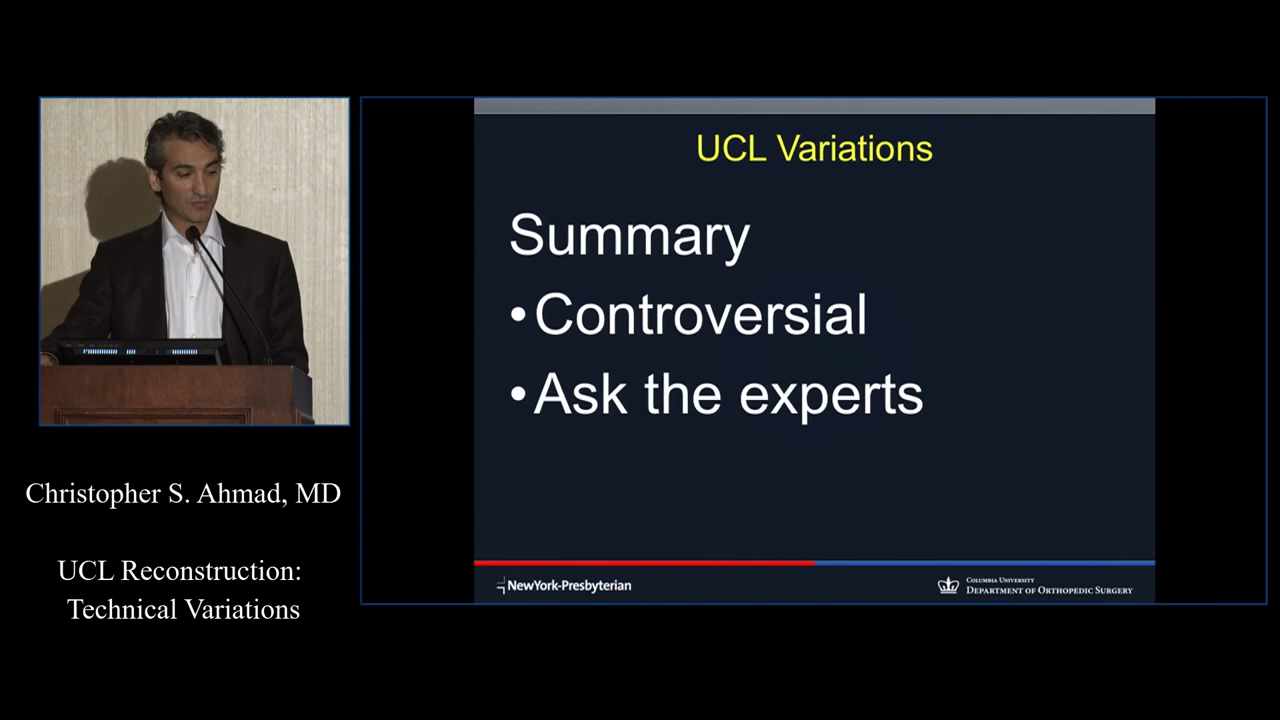 UCL Variations
Summary
•Controversial
•Ask the experts
NewYork-Presbyterian
COLUMBIA UNIVERSITY
DEPARTMENT OF ORTHOPEDIC SURGERY
Christopher S. Ahmad, MD
UCL Reconstruction:
Technical Variations